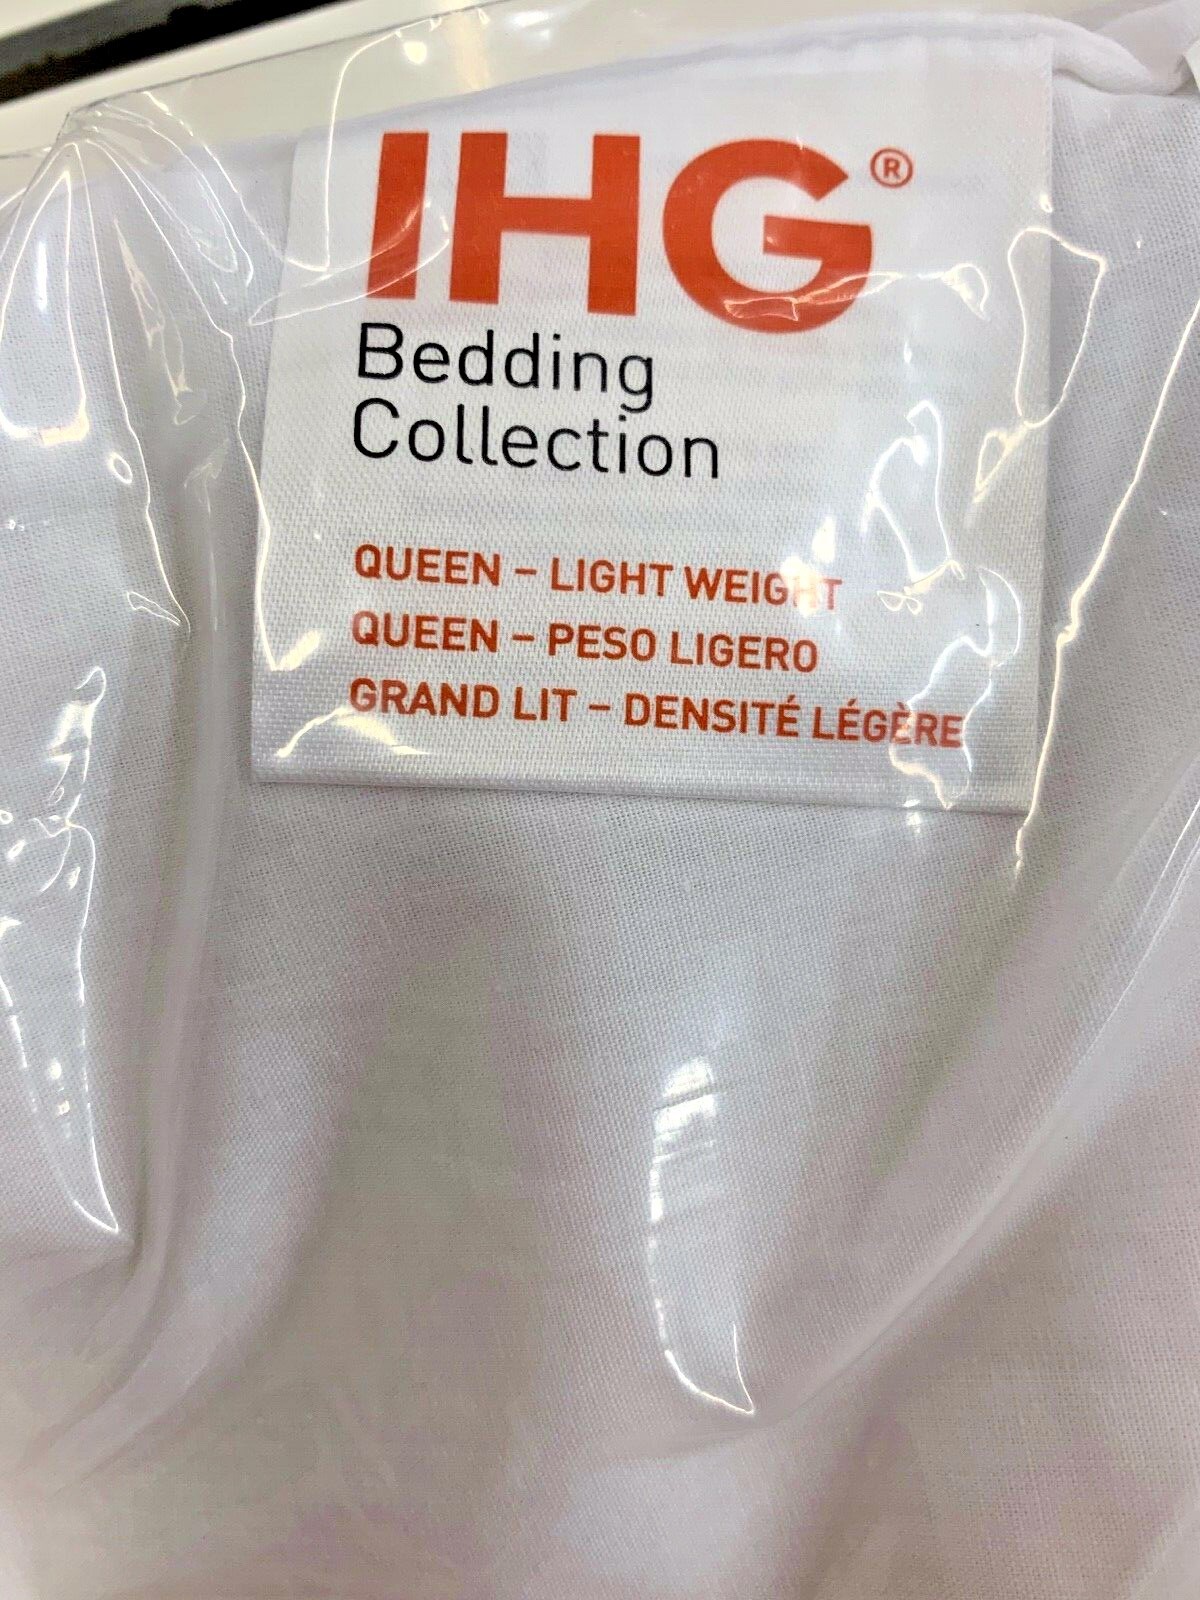 IHG®
Bedding
Collection
QUEEN – LIGHT WEIGHT
QUEEN – PESO LIGERO
GRAND LIT – DENSITÉ LÉGÈRE